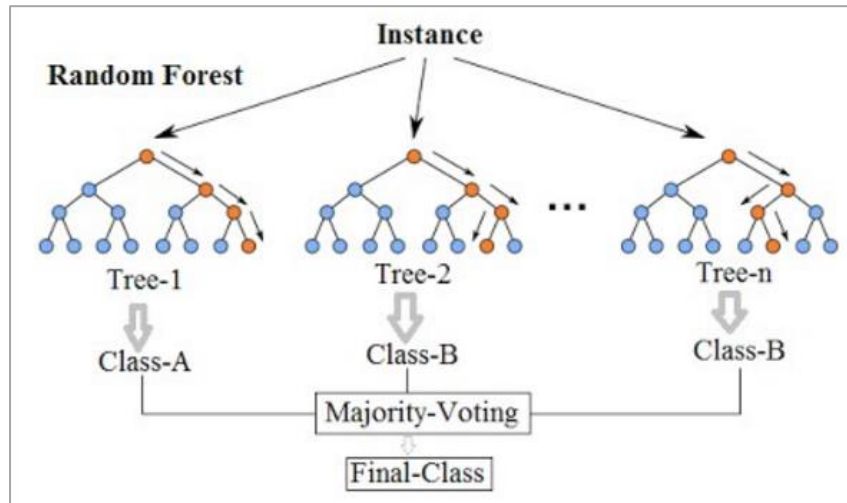 Instance
Random Forest
...
Tree-1 Tree-2 Tree-n
Class-A Class-B Class-B
Majority-Voting
Final-Class